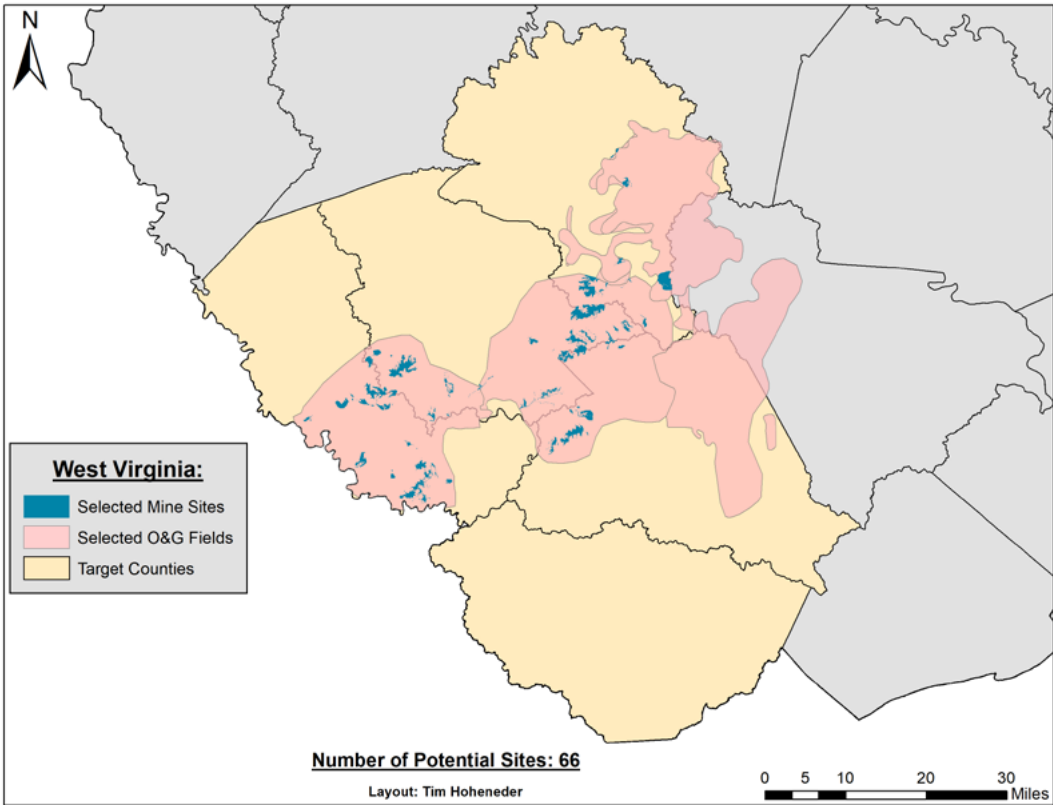 N
West Virginia:
Selected Mine Sites
Selected O&G Fields
Target Counties
Number of Potential Sites: 66
Layout: Tim Hoheneder
0 5 10 20 30
Miles